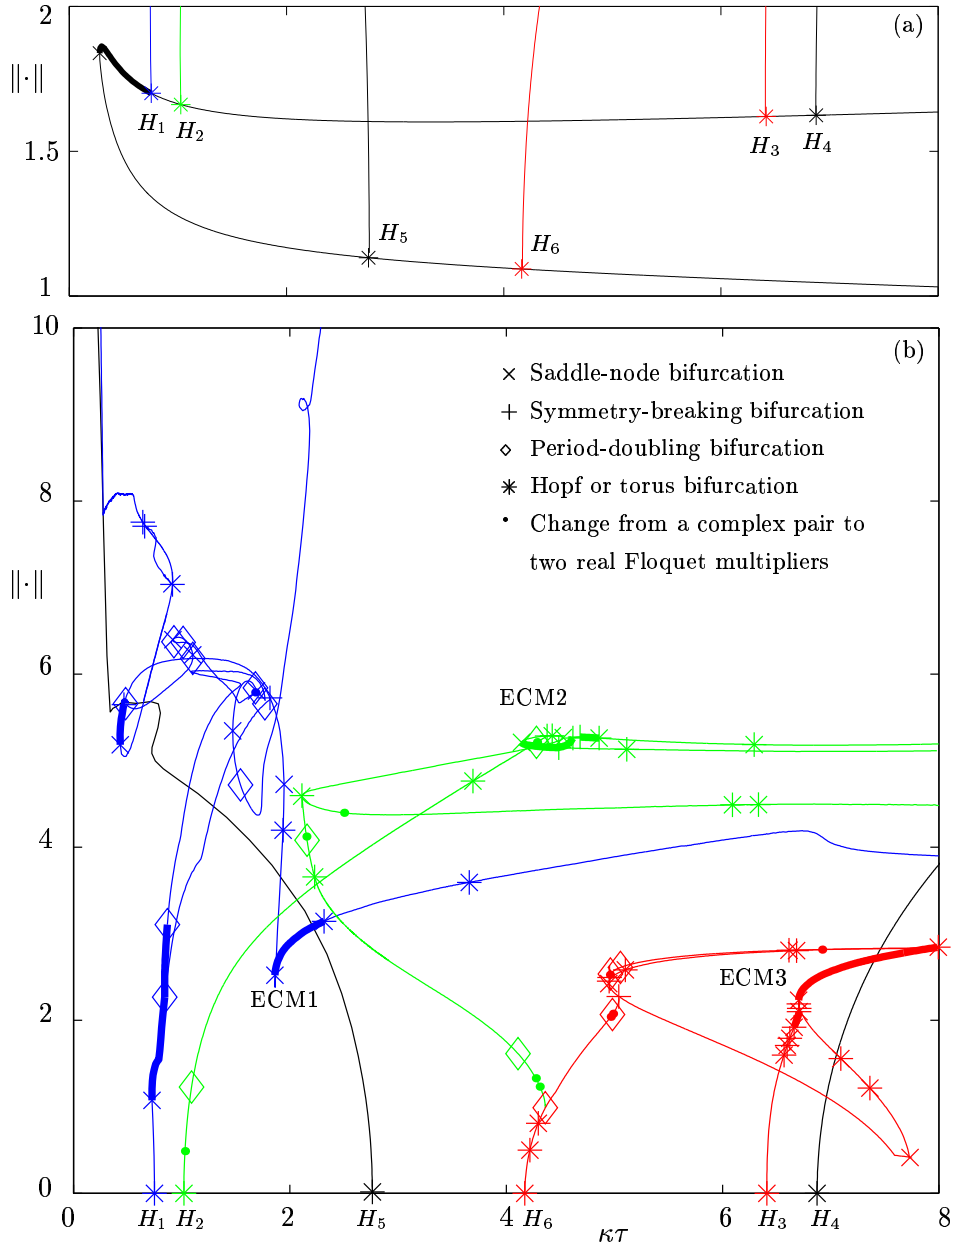 2
(a)
‖·‖
H₁
H₂
H₃
H₄
1.5
H₅
H₆
1
10
(b)
× Saddle-node bifurcation
+ Symmetry-breaking bifurcation
◇ Period-doubling bifurcation
8
∗ Hopf or torus bifurcation
• Change from a complex pair to
two real Floquet multipliers
‖·‖
6
ECM2
4
ECM3
ECM1
2
0
0
H₁
H₂
2
H₅
4
H₆
κτ
6
H₃
H₄
8